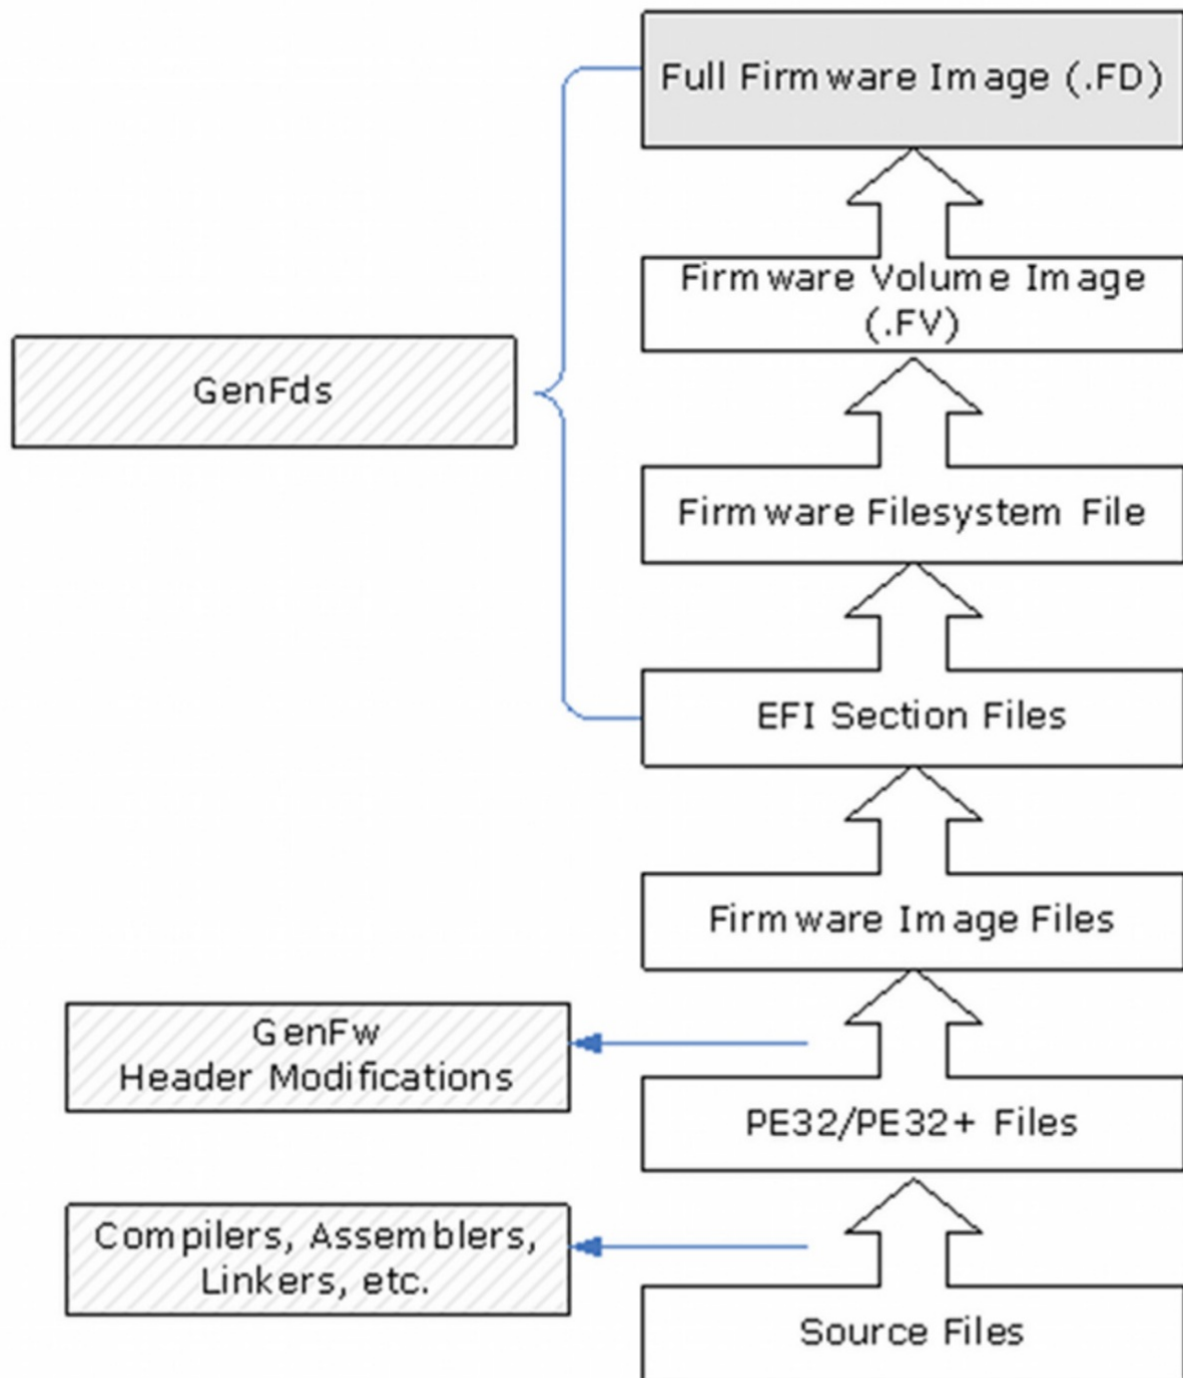 Full Firmware Image (.FD)
Firmware Volume Image
(.FV)
GenFds
Firmware Filesystem File
EFI Section Files
Firmware Image Files
GenFw
Header Modifications
PE32/PE32+ Files
Compilers, Assemblers,
Linkers, etc.
Source Files